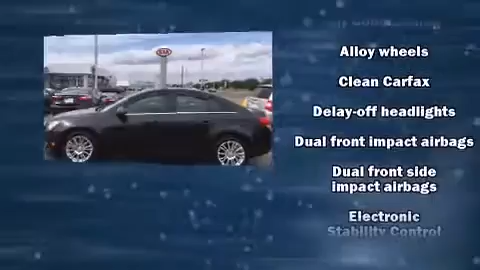 KIA
Alloy wheels
Clean Carfax
Delay-off headlights
Dual front impact airbags
Dual front side
impact airbags
Electronic
Stability Control